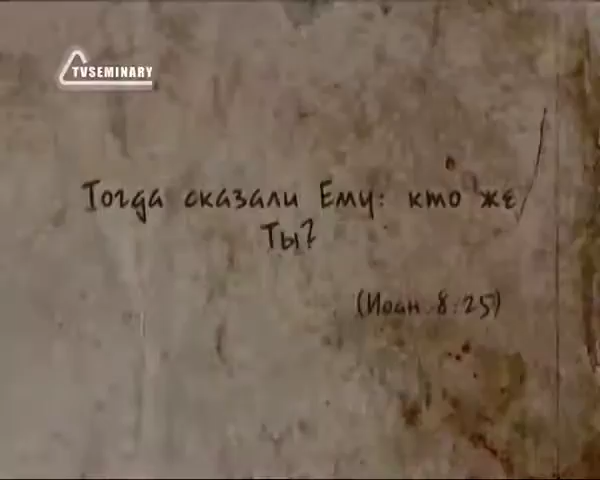 TVSEMINARY
Тогда сказали Ему: кто же
Ты?
(Иоан. 8:25)